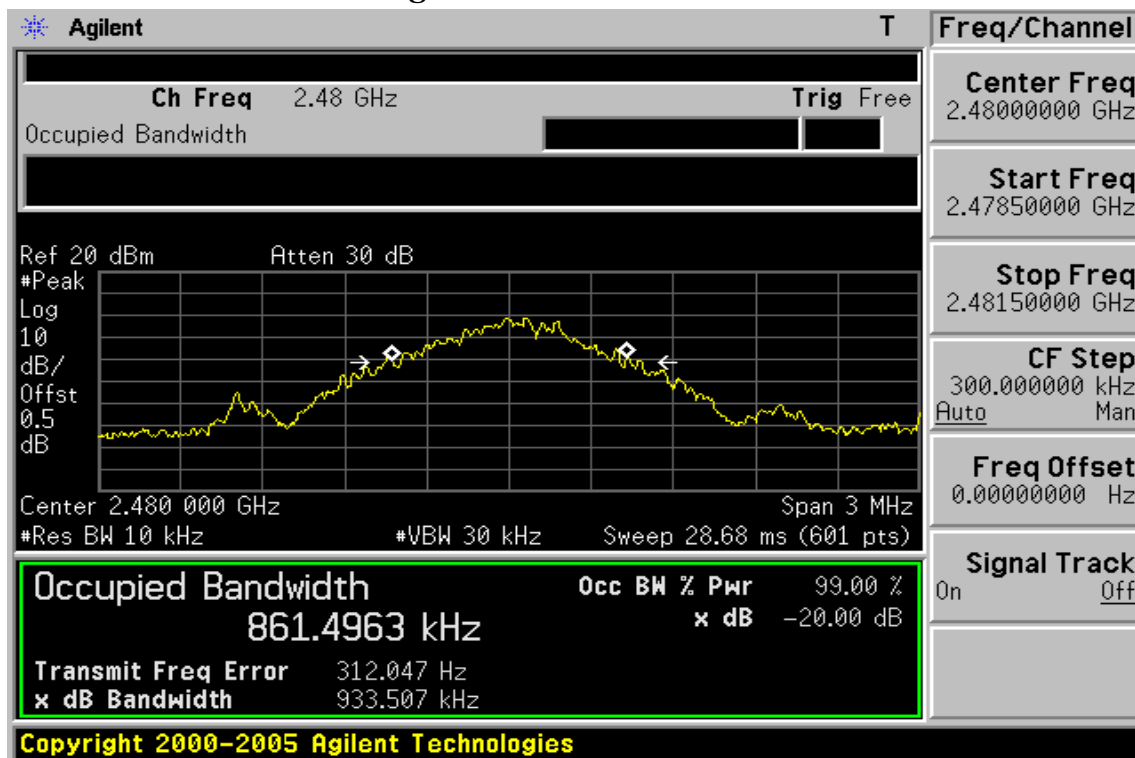 Agilent T
Freq/Channel
Ch Freq 2.48 GHz Trig Free
Occupied Bandwidth
Center Freq
2.48000000 GHz
Start Freq
2.47850000 GHz
Stop Freq
2.48150000 GHz
CF Step
300.000000 kHz
Auto Man
Freq Offset
0.00000000 Hz
Signal Track
On Off
Ref 20 dBm Atten 30 dB
#Peak
Log
10
dB/
Offst
0.5
dB
Center 2.480 000 GHz Span 3 MHz
#Res BW 10 kHz #VBW 30 kHz Sweep 28.68 ms (601 pts)
Occupied Bandwidth
861.4963 kHz
Occ BW % Pwr 99.00 %
x dB -20.00 dB
Transmit Freq Error 312.047 Hz
x dB Bandwidth 933.507 kHz
Copyright 2000-2005 Agilent Technologies